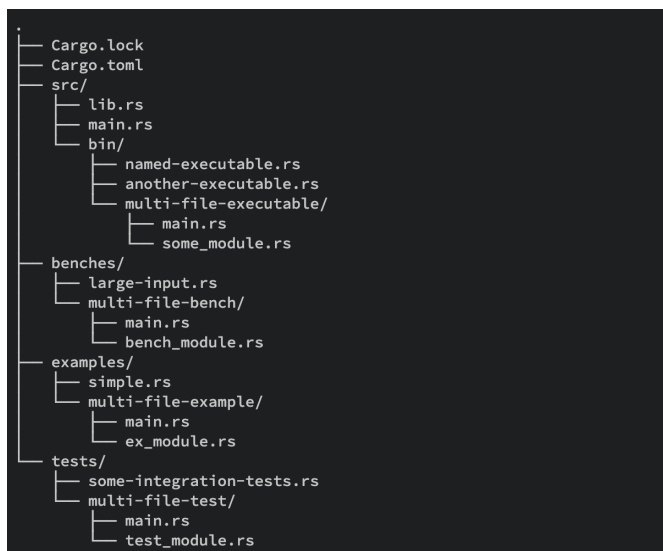 .
├── Cargo.lock
├── Cargo.toml
├── src/
│   ├── lib.rs
│   ├── main.rs
│   └── bin/
│       ├── named-executable.rs
│       ├── another-executable.rs
│       └── multi-file-executable/
│           ├── main.rs
│           └── some_module.rs
├── benches/
│   ├── large-input.rs
│   └── multi-file-bench/
│       ├── main.rs
│       └── bench_module.rs
├── examples/
│   ├── simple.rs
│   └── multi-file-example/
│       ├── main.rs
│       └── ex_module.rs
└── tests/
    ├── some-integration-tests.rs
    └── multi-file-test/
        ├── main.rs
        └── test_module.rs